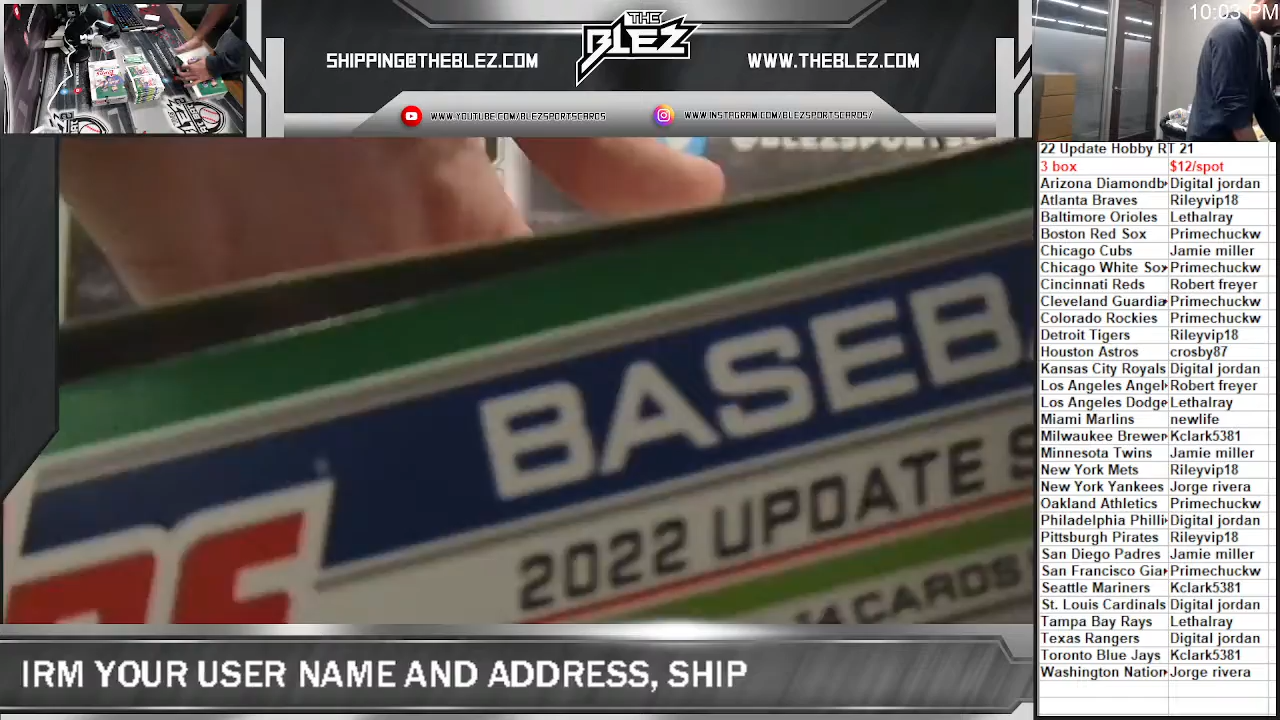 THE
BLEZ
SHIPPING@THEBLEZ.COM
WWW.THEBLEZ.COM
WWW.YOUTUBE.COM/BLEZSPORTSCARDS
WWW.INSTAGRAM.COM/BLEZSPORTSCARDS/
10:03 PM
22 Update Hobby RT 21
3 box $12/spot
Arizona Diamondb Digital jordan
Atlanta Braves Rileyvip18
Baltimore Orioles Lethalray
Boston Red Sox Primechuckw
Chicago Cubs Jamie miller
Chicago White Sox Primechuckw
Cincinnati Reds Robert freyer
Cleveland Guardia Primechuckw
Colorado Rockies Primechuckw
Detroit Tigers Rileyvip18
Houston Astros crosby87
Kansas City Royals Digital jordan
Los Angeles Angel Robert freyer
Los Angeles Dodge Lethalray
Miami Marlins newlife
Milwaukee Brewer Kclark5381
Minnesota Twins Jamie miller
New York Mets Rileyvip18
New York Yankees Jorge rivera
Oakland Athletics Primechuckw
Philadelphia Philli Digital jordan
Pittsburgh Pirates Rileyvip18
San Diego Padres Jamie miller
San Francisco Gia Primechuckw
Seattle Mariners Kclark5381
St. Louis Cardinals Digital jordan
Tampa Bay Rays Lethalray
Texas Rangers Digital jordan
Toronto Blue Jays Kclark5381
Washington Nation Jorge rivera
BASEBA
2022 UPDATE S
14 CARDS
IRM YOUR USER NAME AND ADDRESS, SHIP